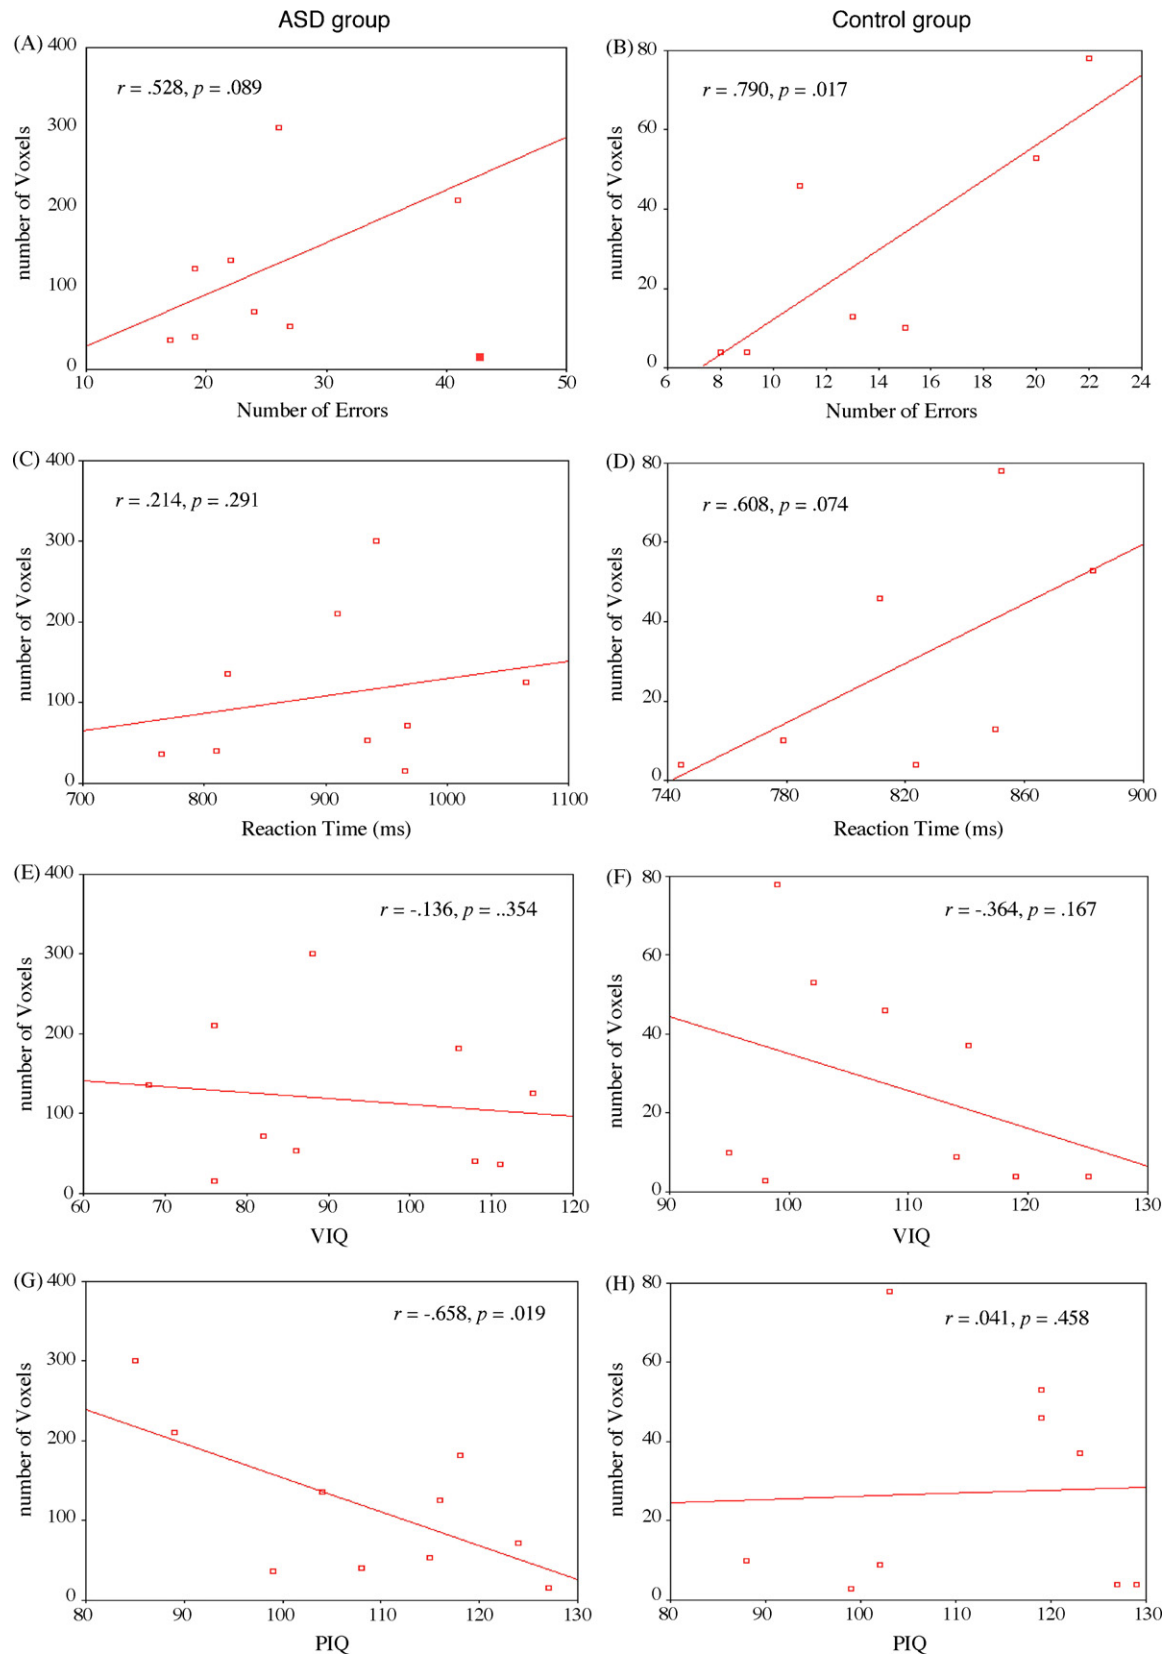 ASD group
Control group
(A)
400
300
200
100
0
10 20 30 40 50
number of Voxels
r = .528, p = .089
Number of Errors
(B)
80
60
40
20
0
6 8 10 12 14 16 18 20 22 24
number of Voxels
r = .790, p = .017
Number of Errors
(C)
400
300
200
100
0
700 800 900 1000 1100
number of Voxels
r = .214, p = .291
Reaction Time (ms)
(D)
80
60
40
20
0
740 780 820 860 900
number of Voxels
r = .608, p = .074
Reaction Time (ms)
(E)
400
300
200
100
0
60 70 80 90 100 110 120
number of Voxels
r = -.136, p = ..354
VIQ
(F)
80
60
40
20
0
90 100 110 120 130
number of Voxels
r = -.364, p = .167
VIQ
(G)
400
300
200
100
0
80 90 100 110 120 130
number of Voxels
r = -.658, p = .019
PIQ
(H)
80
60
40
20
0
80 90 100 110 120 130
number of Voxels
r = .041, p = .458
PIQ